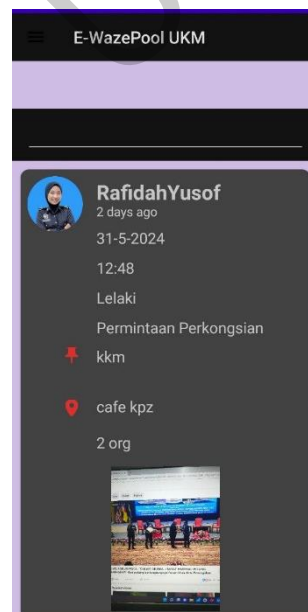 E-WazePool UKM
RafidahYusof
2 days ago
31-5-2024
12:48
Lelaki
Permintaan Perkongsian
kkm
cafe kpz
2 org